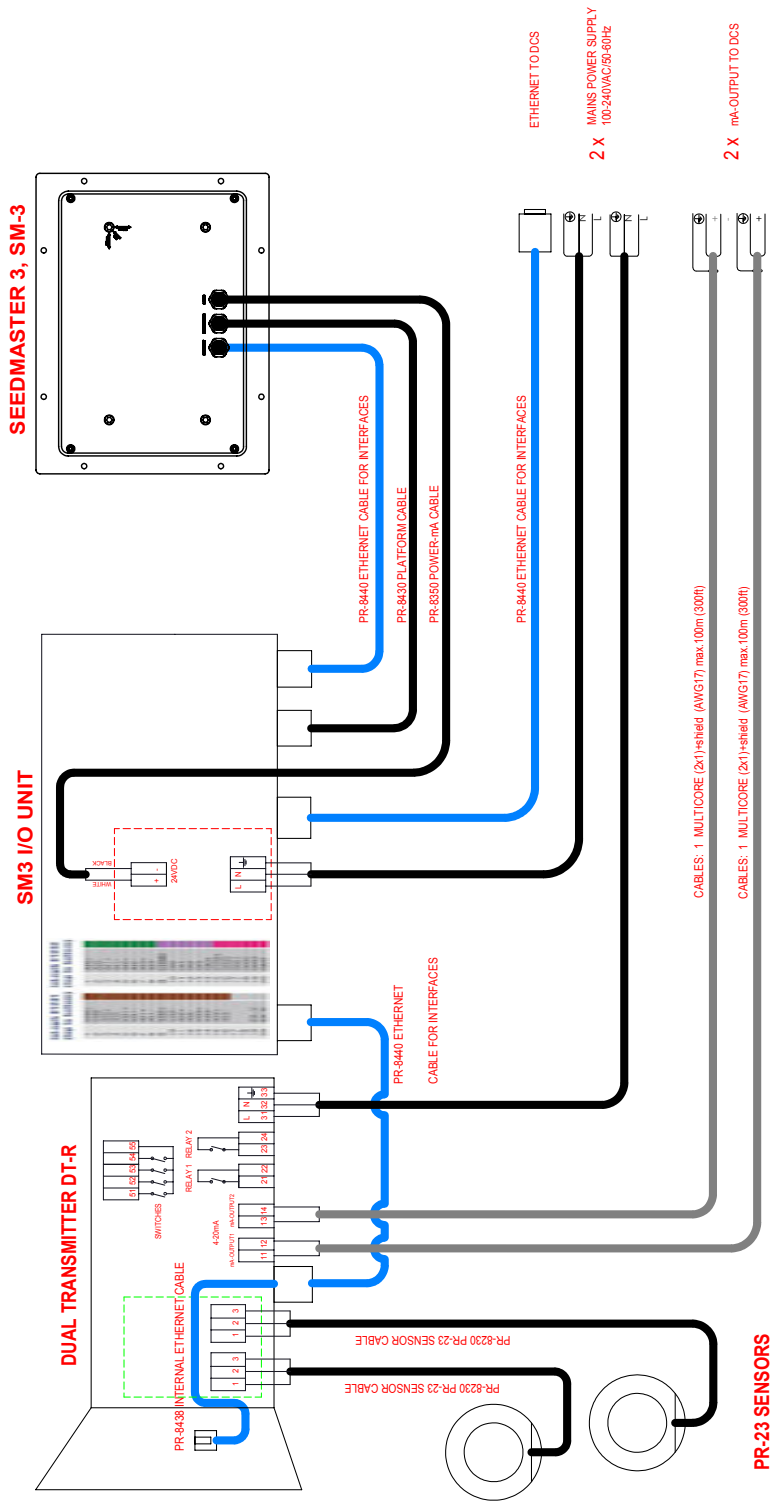 SEEDMASTER 3, SM-3
ETHERNET TO DCS
2 x
MAINS POWER SUPPLY
100-240VAC/50-60Hz
N
L
N
L
2 x
mA-OUTPUT TO DCS
+
-
+
PR-8440 ETHERNET CABLE FOR INTERFACES
PR-8430 PLATFORM CABLE
PR-8350 POWER-mA CABLE
PR-8440 ETHERNET CABLE FOR INTERFACES
CABLES: 1 MULTICORE (2x1)+shield (AWG17) max.100m (300ft)
CABLES: 1 MULTICORE (2x1)+shield (AWG17) max.100m (300ft)
SM3 I/O UNIT
WHITE
BLACK
+ -
24VDC
L N
PR-8440 ETHERNET
CABLE FOR INTERFACES
DUAL TRANSMITTER DT-R
51 52 53 54 55
SWITCHES
RELAY 1
21 22
RELAY 2
23 24
L N
31 32 33
4-20mA
mA-OUTPUT1
11 12
mA-OUTPUT2
13 14
PR-8438 INTERNAL ETHERNET CABLE
1 2 3
1 2 3
PR-8230 PR-23 SENSOR CABLE
PR-8230 PR-23 SENSOR CABLE
PR-23 SENSORS